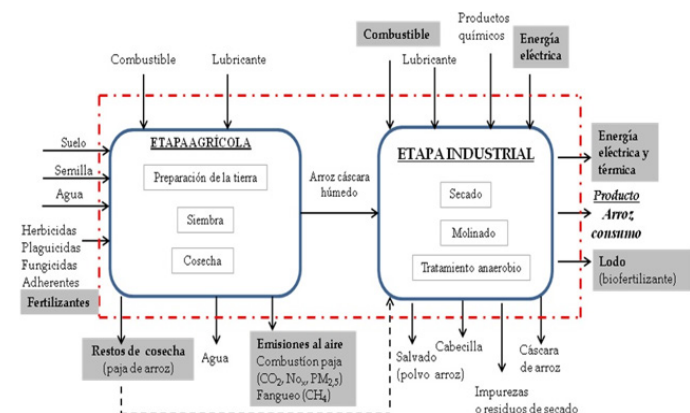 Combustible
Lubricante
Combustible
Lubricante
Productos
químicos
Energía
eléctrica
Suelo
Semilla
Agua
Herbicidas
Plaguicidas
Fungicidas
Adherentes
Fertilizantes
ETAPA AGRÍCOLA
Preparación de la tierra
Siembra
Cosecha
Arroz cáscara
húmedo
ETAPA INDUSTRIAL
Secado
Molinado
Tratamiento anaerobio
Energía
eléctrica y
térmica
Producto
Arroz
consumo
Lodo
(biofertilizante)
Restos de cosecha
(paja de arroz)
Agua
Emisiones al aire
Combustion paja
(CO2, Nox, PM2,5)
Fangueo (CH4)
Salvado
(polvo arroz)
Cabecilla
Impurezas
o residuos de secado
Cáscara
de arroz